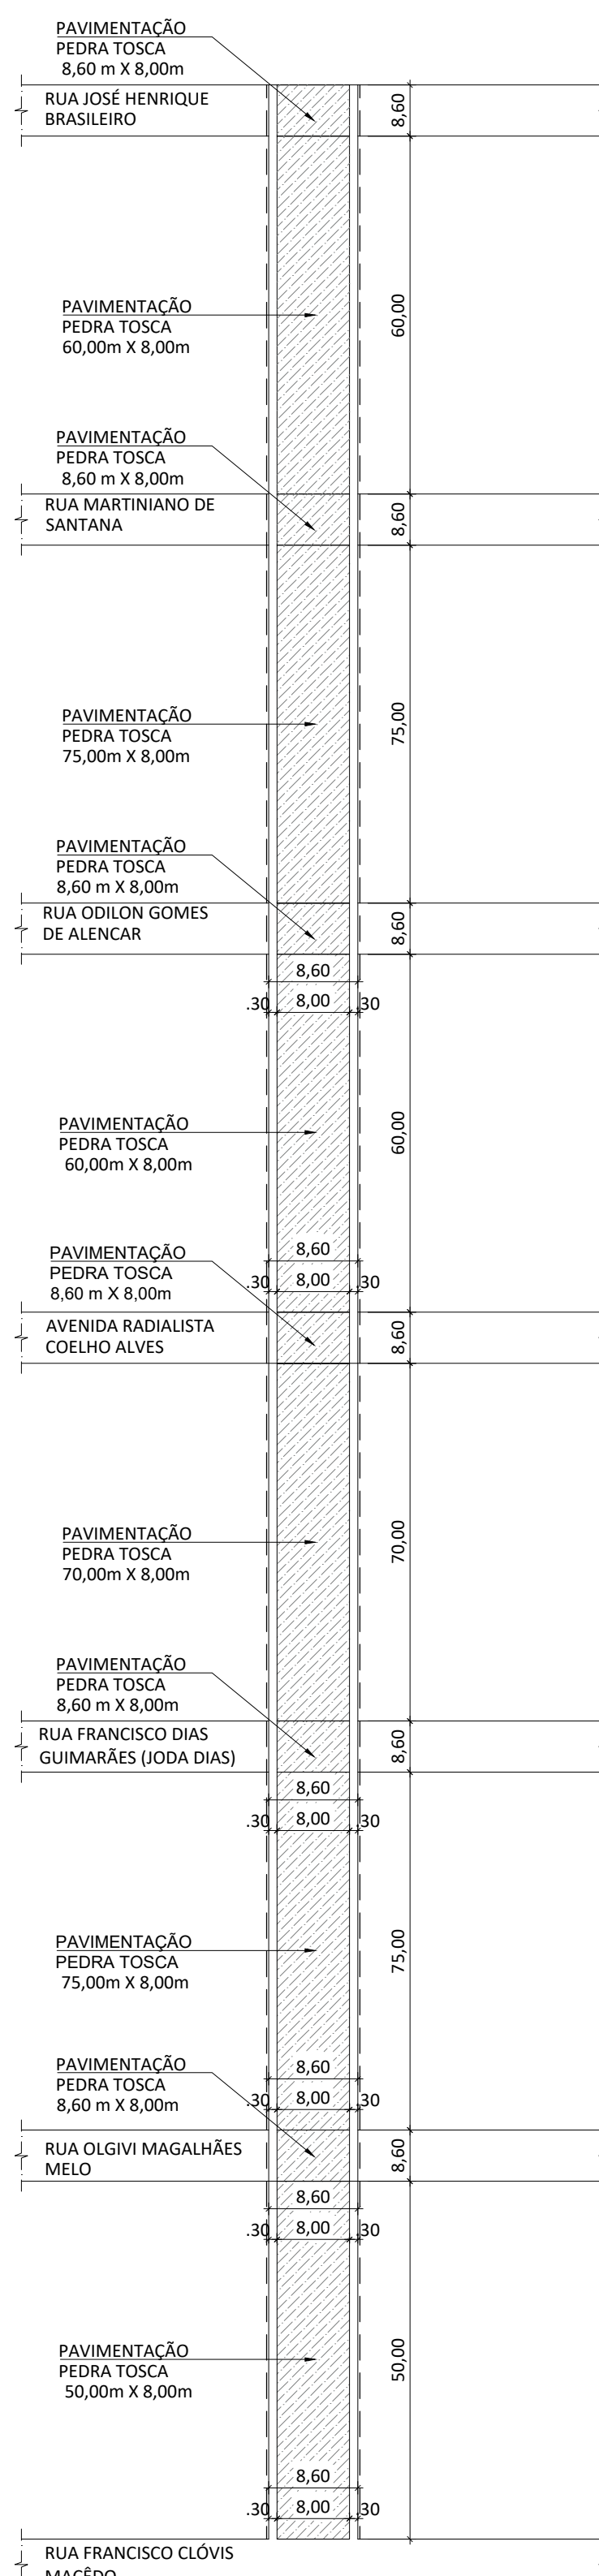 PAVIMENTAÇÃO
PEDRA TOSCA
8,60 m X 8,00m
RUA JOSÉ HENRIQUE
BRASILEIRO
8,60
PAVIMENTAÇÃO
PEDRA TOSCA
60,00m X 8,00m
60,00
PAVIMENTAÇÃO
PEDRA TOSCA
8,60 m X 8,00m
RUA MARTINIANO DE
SANTANA
8,60
PAVIMENTAÇÃO
PEDRA TOSCA
75,00m X 8,00m
75,00
PAVIMENTAÇÃO
PEDRA TOSCA
8,60 m X 8,00m
RUA ODILON GOMES
DE ALENCAR
8,60
8,60
.30 8,00 .30
PAVIMENTAÇÃO
PEDRA TOSCA
60,00m X 8,00m
60,00
PAVIMENTAÇÃO
PEDRA TOSCA
8,60 m X 8,00m
8,60
.30 8,00 .30
AVENIDA RADIALISTA
COELHO ALVES
8,60
PAVIMENTAÇÃO
PEDRA TOSCA
70,00m X 8,00m
70,00
PAVIMENTAÇÃO
PEDRA TOSCA
8,60 m X 8,00m
RUA FRANCISCO DIAS
GUIMARÃES (JODA DIAS)
8,60
8,60
.30 8,00 .30
PAVIMENTAÇÃO
PEDRA TOSCA
75,00m X 8,00m
75,00
PAVIMENTAÇÃO
PEDRA TOSCA
8,60 m X 8,00m
8,60
.30 8,00 .30
RUA OLGIVI MAGALHÃES
MELO
8,60
8,60
.30 8,00 .30
PAVIMENTAÇÃO
PEDRA TOSCA
50,00m X 8,00m
50,00
8,60
.30 8,00 .30
RUA FRANCISCO CLÓVIS
MACÊDO